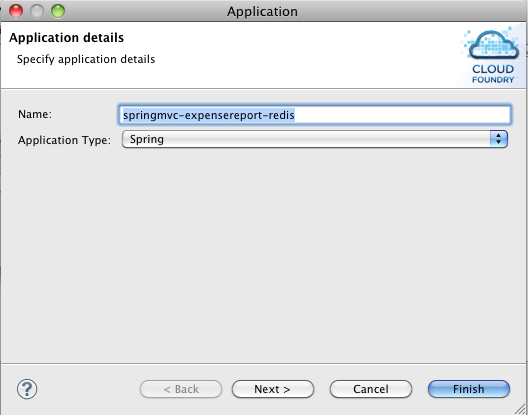 Application
Application details
Specify application details
CLOUD
FOUNDRY
Name: springmvc-expensereport-redis
Application Type: Spring
? < Back Next > Cancel Finish